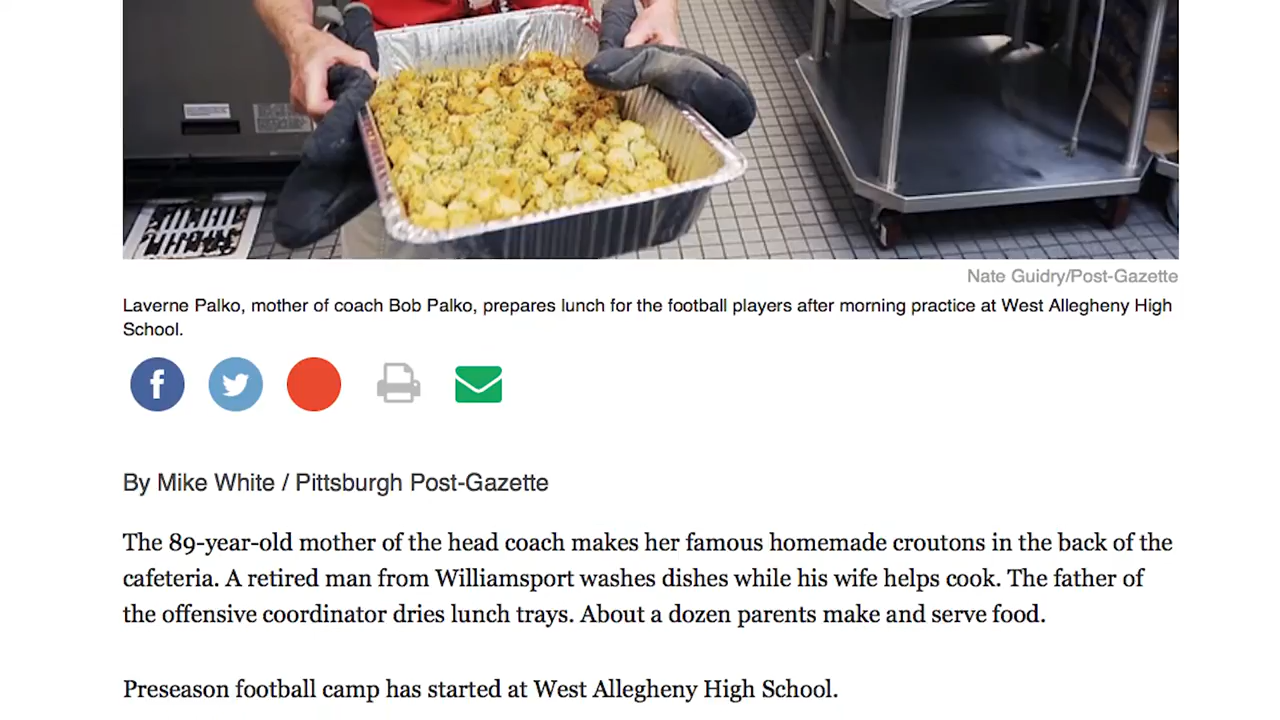 Nate Guidry/Post-Gazette
Laverne Palko, mother of coach Bob Palko, prepares lunch for the football players after morning practice at West Allegheny High
School.
By Mike White / Pittsburgh Post-Gazette
The 89-year-old mother of the head coach makes her famous homemade croutons in the back of the
cafeteria. A retired man from Williamsport washes dishes while his wife helps cook. The father of
the offensive coordinator dries lunch trays. About a dozen parents make and serve food.
Preseason football camp has started at West Allegheny High School.